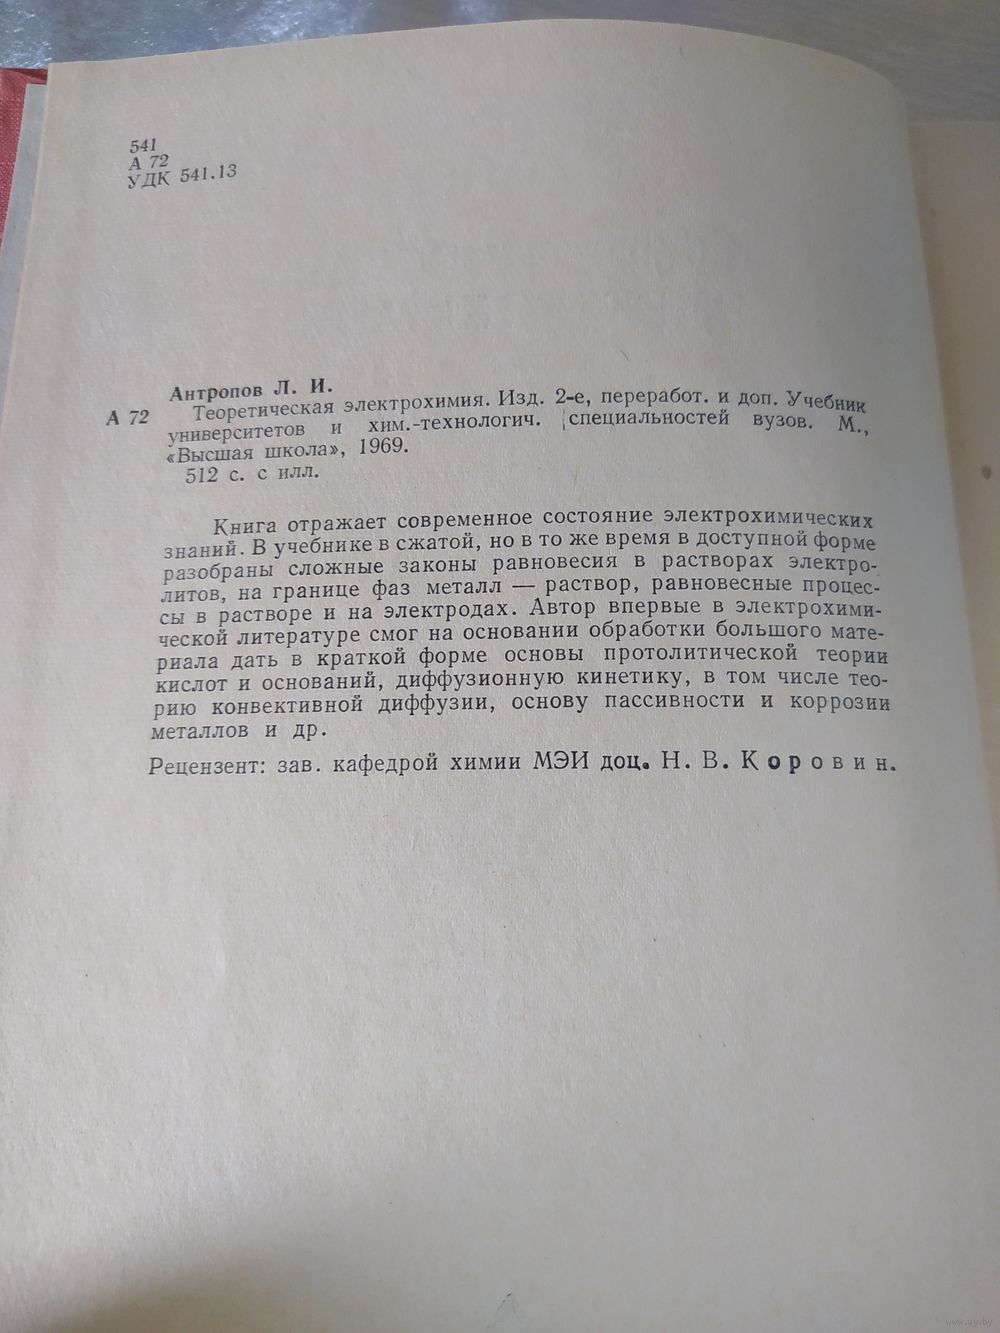 541
А 72
УДК 541.13
Антропов Л. И.
А 72 Теоретическая электрохимия. Изд. 2-е, переработ. и доп. Учебник
университетов и хим.-технологич. специальностей вузов. М.,
«Высшая школа», 1969.
512 с. с илл.
Книга отражает современное состояние электрохимических
знаний. В учебнике в сжатой, но в то же время в доступной форме
разобраны сложные законы равновесия в растворах электро-
литов, на границе фаз металл — раствор, равновесные процес-
сы в растворе и на электродах. Автор впервые в электрохими-
ческой литературе смог на основании обработки большого мате-
риала дать в краткой форме основы протолитической теории
кислот и оснований, диффузионную кинетику, в том числе тео-
рию конвективной диффузии, основу пассивности и коррозии
металлов и др.
Рецензент: зав. кафедрой химии МЭИ доц. Н. В. Коровин.
www.ay.by